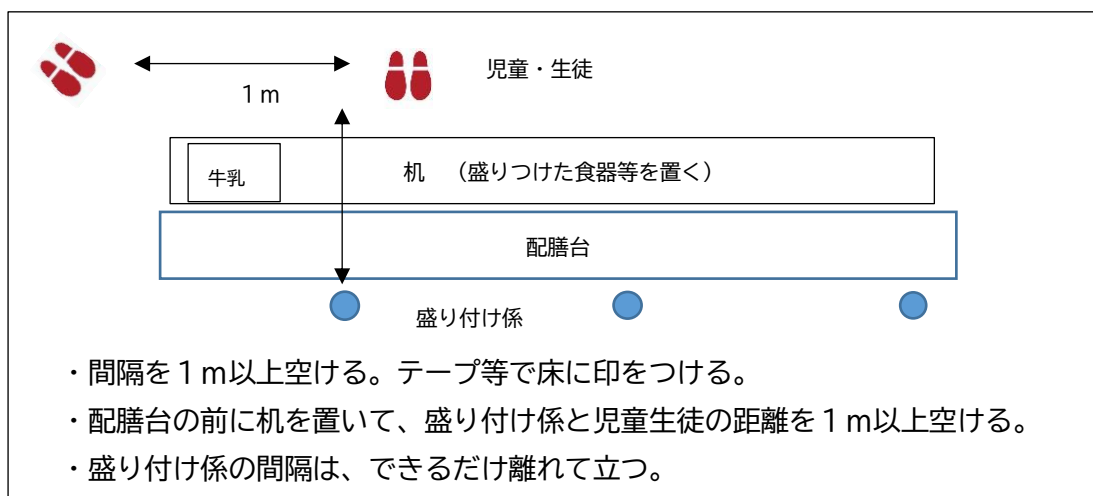 児童・生徒
１ｍ
牛乳
机　（盛りつけた食器等を置く）
配膳台
盛り付け係
・間隔を１ｍ以上空ける。テープ等で床に印をつける。
・配膳台の前に机を置いて、盛り付け係と児童生徒の距離を１ｍ以上空ける。
・盛り付け係の間隔は、できるだけ離れて立つ。